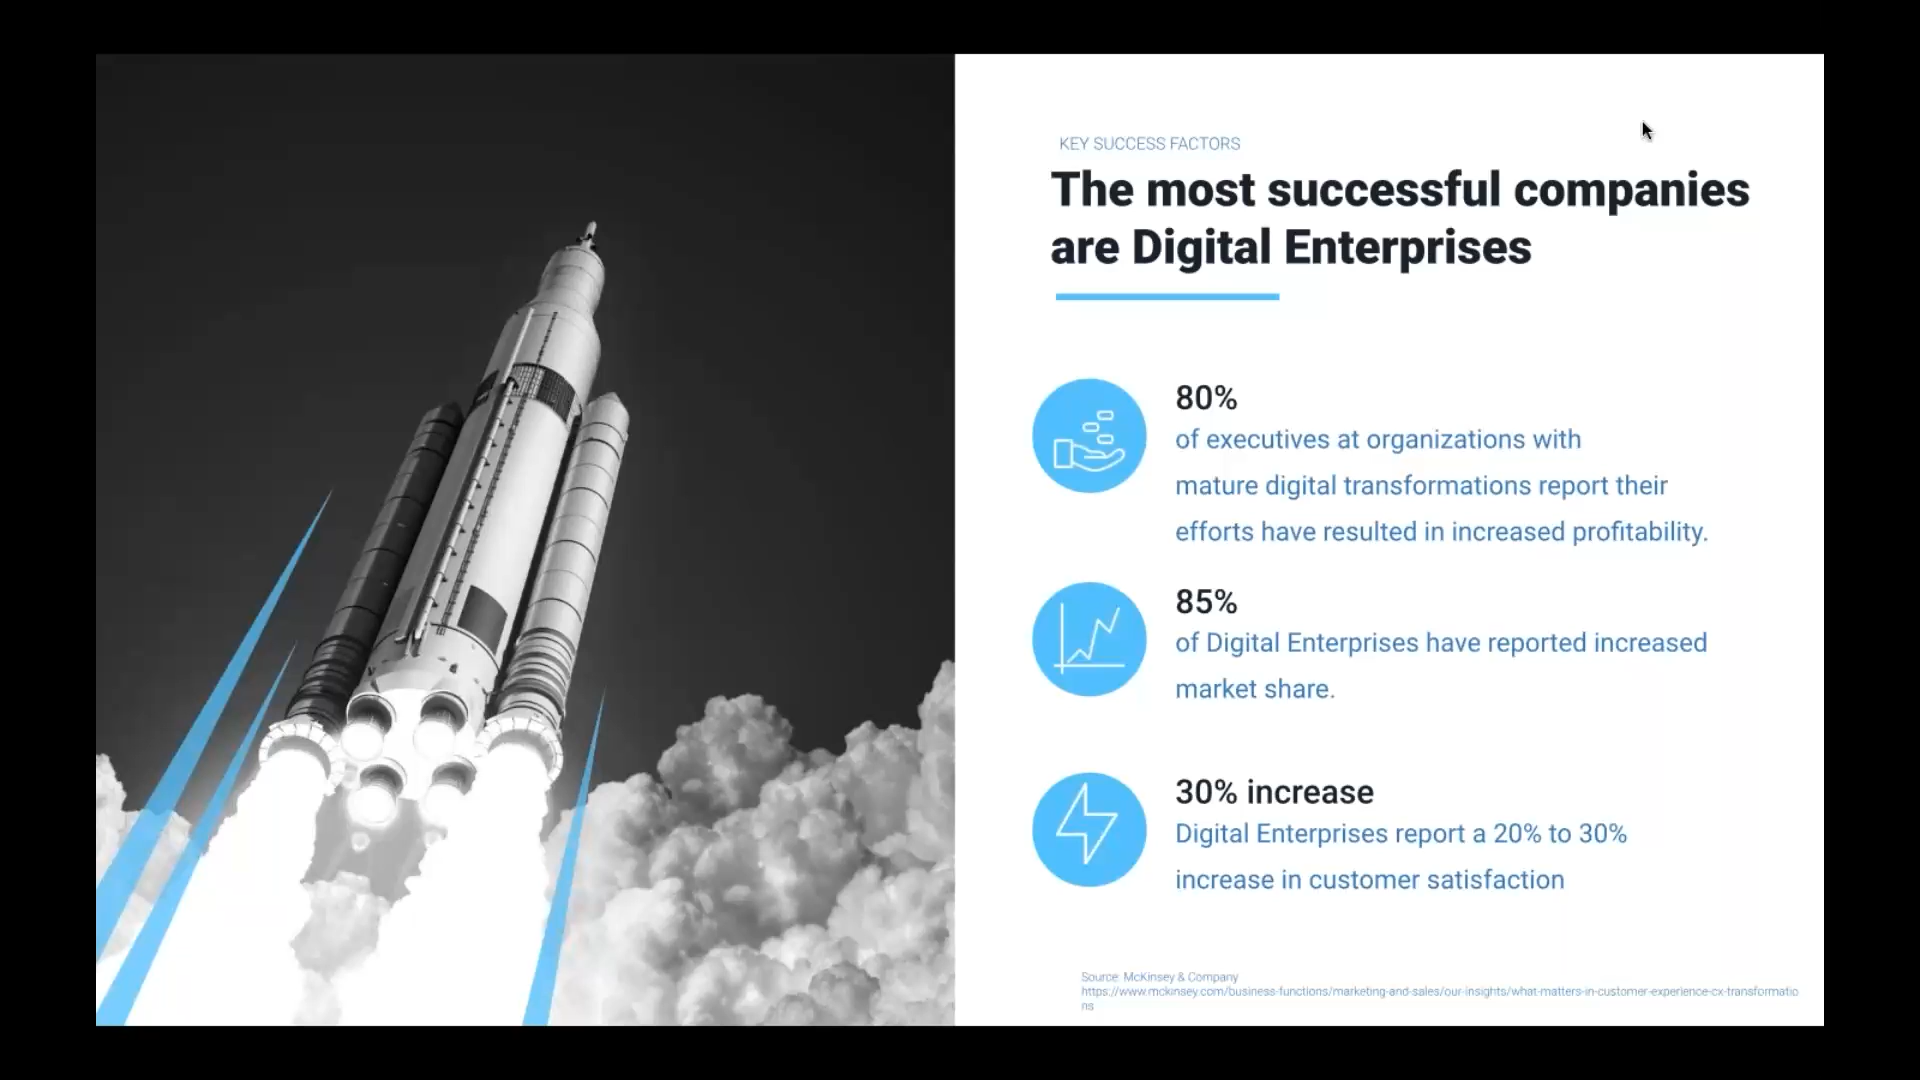 KEY SUCCESS FACTORS
The most successful companies
are Digital Enterprises
80%
of executives at organizations with
mature digital transformations report their
efforts have resulted in increased profitability.
85%
of Digital Enterprises have reported increased
market share.
30% increase
Digital Enterprises report a 20% to 30%
increase in customer satisfaction
Source: McKinsey & Company
https://www.mckinsey.com/business-functions/marketing-and-sales/our-insights/what-matters-in-customer-experience-cx-transformatio
ns